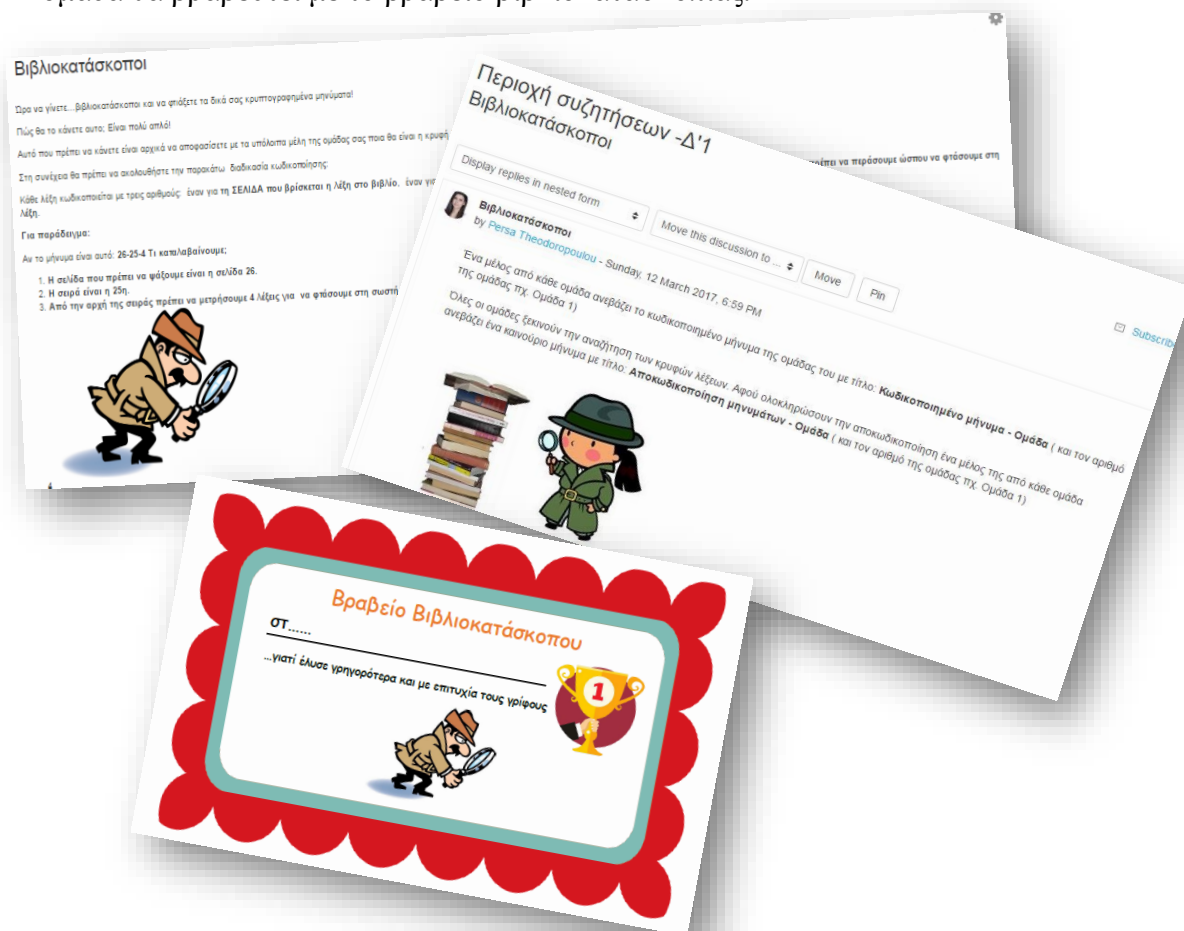 Βιβλιοκατάσκοποι
Ώρα να γίνετε...βιβλιοκατάσκοποι και να φτιάξετε τα δικά σας κρυπτογραφημένα μηνύματα!
Πώς θα το κάνετε αυτο; Είναι πολύ απλό!
Αυτό που πρέπει να κάνετε είναι αρχικά να αποφασίσετε με τα υπόλοιπα μέλη της ομάδας σας ποια θα είναι η κρυφή
Στη συνέχεια θα πρέπει να ακολουθήστε την παρακάτω διαδικασία κωδικοποίησης:
Κάθε λέξη κωδικοποιείται με τρεις αριθμούς: έναν για τη ΣΕΛΙΔΑ που βρίσκεται η λέξη στο βιβλίο, έναν για
πρέπει να περάσουμε ώσπου να φτάσουμε στη
λέξη.
Για παράδειγμα:
Αν το μήνυμα είναι αυτό: 26-25-4 Τι καταλαβαίνουμε;
1. Η σελίδα που πρέπει να ψάξουμε είναι η σελίδα 26.
2. Η σειρά είναι η 25η.
3. Από την αρχή της σειράς πρέπει να μετρήσουμε 4 λέξεις για να φτάσουμε στη σωστή
Περιοχή συζητήσεων -Δ'1
Βιβλιοκατάσκοποι
Display replies in nested form
Move this discussion to ...
Move
Pin
Βιβλιοκατάσκοποι
by Persa Theodoropoulou - Sunday, 12 March 2017, 6:59 PM
Subscribe
Ένα μέλος από κάθε ομάδα ανεβάζει το κωδικοποιημένο μήνυμα της ομάδας του με τίτλο: Κωδικοποιημένο μήνυμα - Ομάδα ( και τον αριθμό
της ομάδας πχ. Ομάδα 1)
Όλες οι ομάδες ξεκινούν την αναζήτηση των κρυφών λέξεων. Αφού ολοκληρώσουν την αποκωδικοποίηση ένα μέλος της από κάθε ομάδα
ανεβάζει ένα καινούριο μήνυμα με τίτλο: Αποκωδικοποίηση μηνυμάτων - Ομάδα ( και τον αριθμό της ομάδας πχ. Ομάδα 1)
Βραβείο Βιβλιοκατάσκοπου
στ......
...γιατί έλυσε γρηγορότερα και με επιτυχία τους γρίφους
1